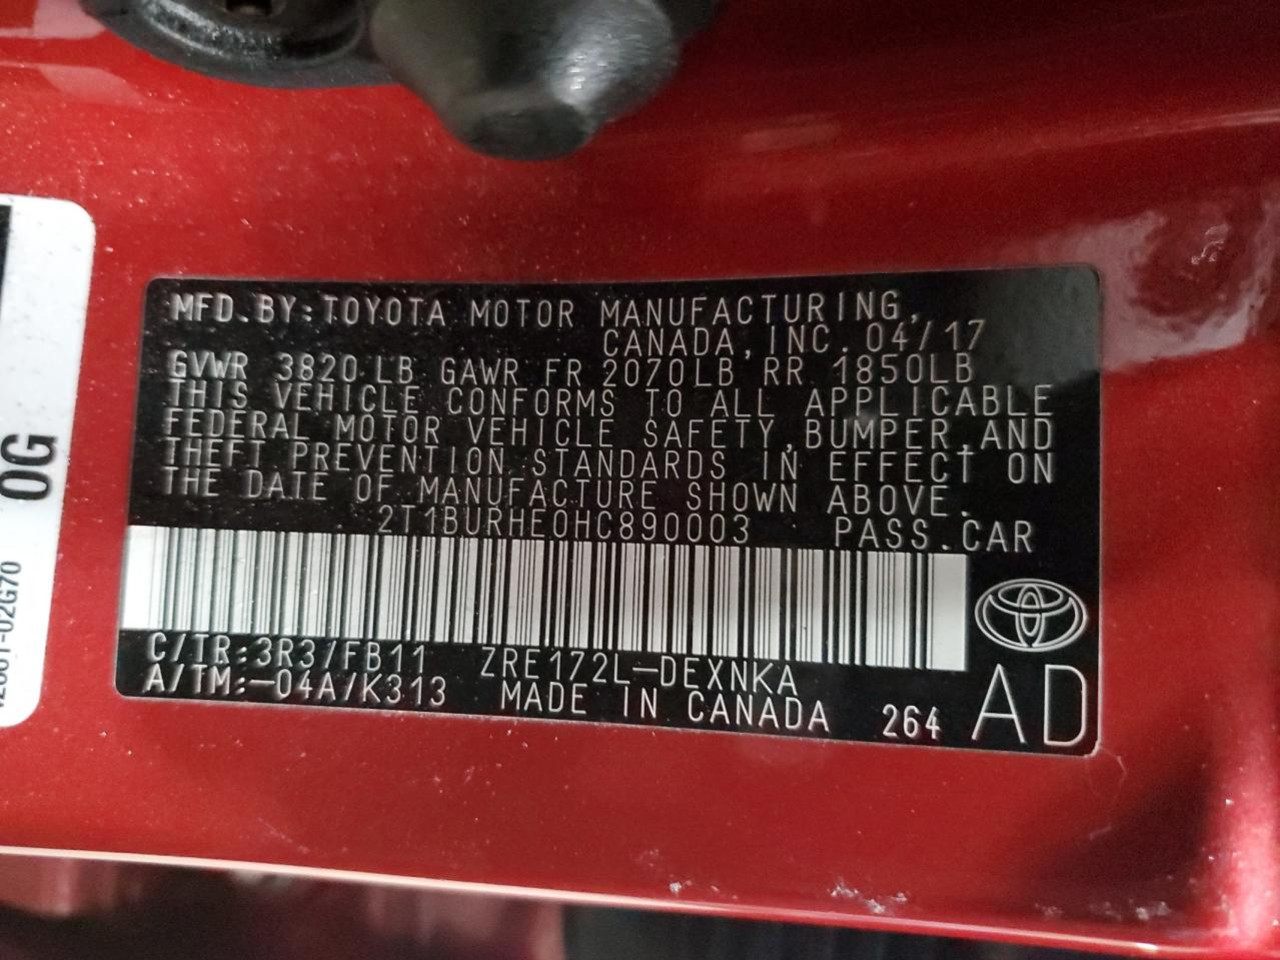 MFD.BY:TOYOTA MOTOR MANUFACTURING,
CANADA,INC. 04/17
GVWR 3820 LB GAWR FR 2070LB RR 1850LB
THIS VEHICLE CONFORMS TO ALL APPLICABLE
FEDERAL MOTOR VEHICLE SAFETY,BUMPER,AND
THEFT PREVENTION STANDARDS IN EFFECT ON
THE DATE OF MANUFACTURE SHOWN ABOVE.
2T1BURHE0HC890003 PASS.CAR
C/TR:3R3/FB11 ZRE172L-DEXNKA
A/TM:-04A/K313 MADE IN CANADA 264
AD
0G